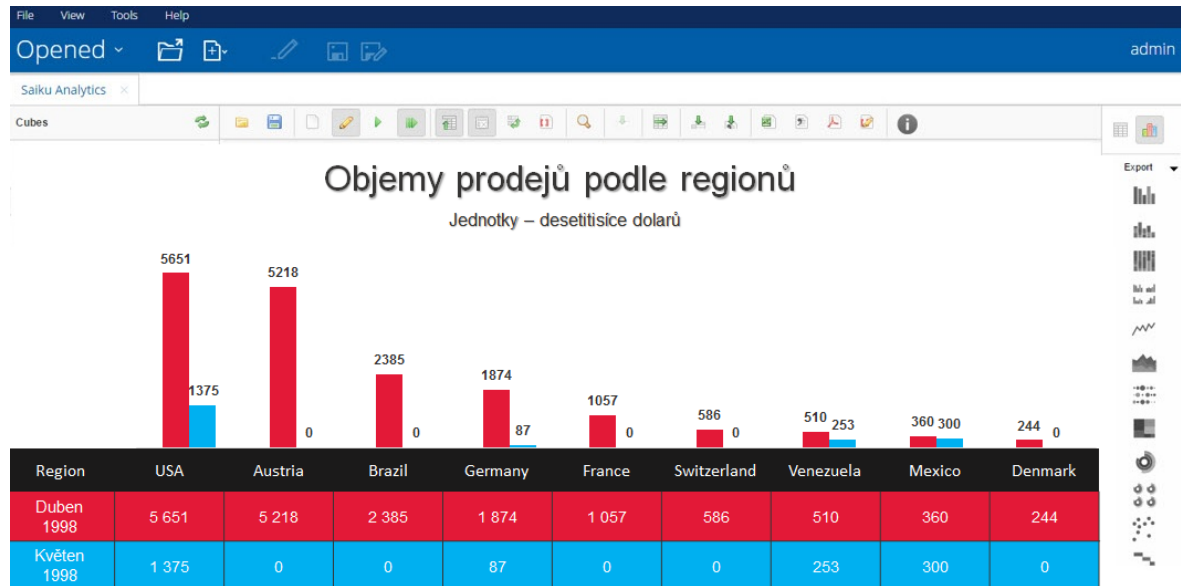 File View Tools Help
Opened admin
Saiku Analytics ×
Cubes
Objemy prodejů podle regionů
Export
Jednotky – desetitisíce dolarů
5651
5218
2385
1874
1375
1057
586
510 253
360 300
244 0
0
0
87
0
0
Region USA Austria Brazil Germany France Switzerland Venezuela Mexico Denmark
Duben 1998 5 651 5 218 2 385 1 874 1 057 586 510 360 244
Květen 1998 1 375 0 0 87 0 0 253 300 0